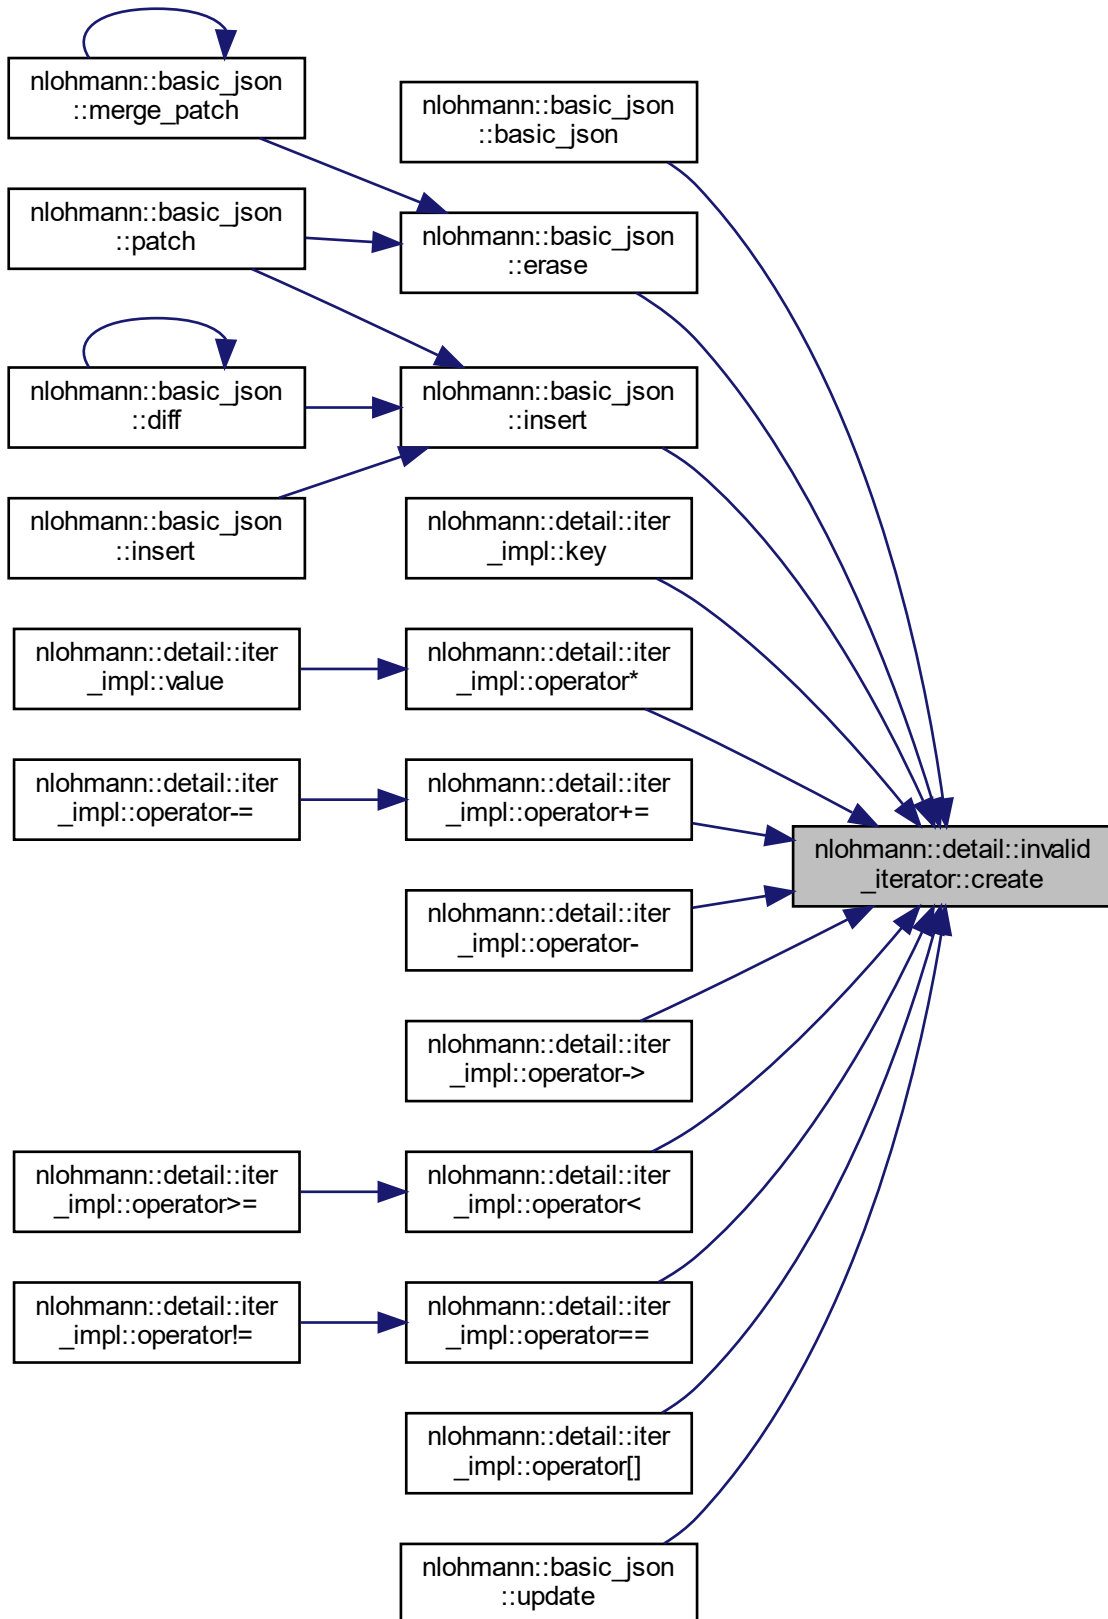 nlohmann::basic_json
::merge_patch
nlohmann::basic_json
::patch
nlohmann::basic_json
::diff
nlohmann::basic_json
::insert
nlohmann::detail::iter
_impl::value
nlohmann::detail::iter
_impl::operator-=
nlohmann::detail::iter
_impl::operator>=
nlohmann::detail::iter
_impl::operator!=
nlohmann::basic_json
::basic_json
nlohmann::basic_json
::erase
nlohmann::basic_json
::insert
nlohmann::detail::iter
_impl::key
nlohmann::detail::iter
_impl::operator*
nlohmann::detail::iter
_impl::operator+=
nlohmann::detail::iter
_impl::operator-
nlohmann::detail::iter
_impl::operator->
nlohmann::detail::iter
_impl::operator<
nlohmann::detail::iter
_impl::operator==
nlohmann::detail::iter
_impl::operator[]
nlohmann::basic_json
::update
nlohmann::detail::invalid
_iterator::create